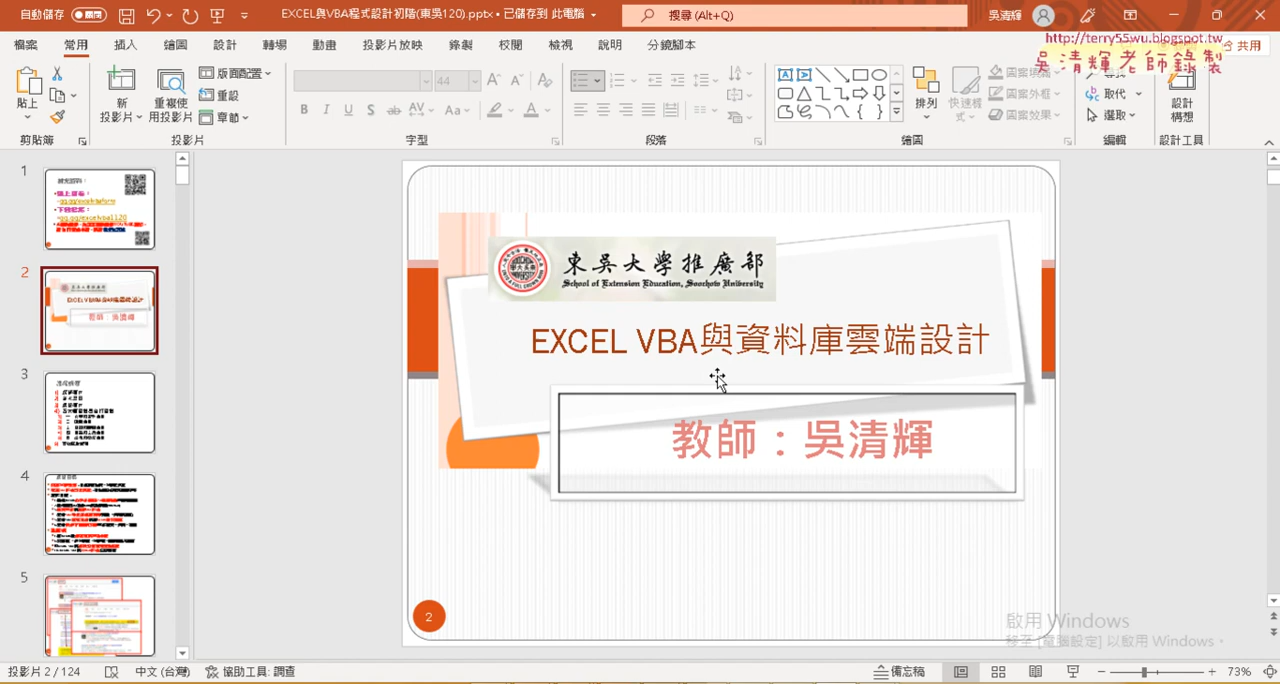 自動儲存
關閉
EXCEL與VBA程式設計初階(東吳120).pptx • 已儲存到 此電腦
搜尋 (Alt+Q)
吳清輝
http://terry55wu.blogspot.tw
吳清輝老師錄製
檔案 常用 插入 繪圖 設計 轉場 動畫 投影片放映 錄製 校閱 檢視 說明 分鏡腳本 共用
貼上
新投影片
重複使用投影片
版面配置
重設
章節
44
排列
快速樣式
圖案填滿
圖案外框
圖案效果
取代
選取
設計構想
剪貼簿 投影片 字型 段落 繪圖 編輯 設計工具
1
2
3
4
5
東吳大學推廣部
School of Extension Education, Soochow University
EXCEL VBA與資料庫雲端設計
教師：吳清輝
2
啟用 Windows
移至 [電腦設定] 以啟用 Windows。
投影片 2 / 124 中文 (台灣) 協助工具: 調查 備忘稿 73%